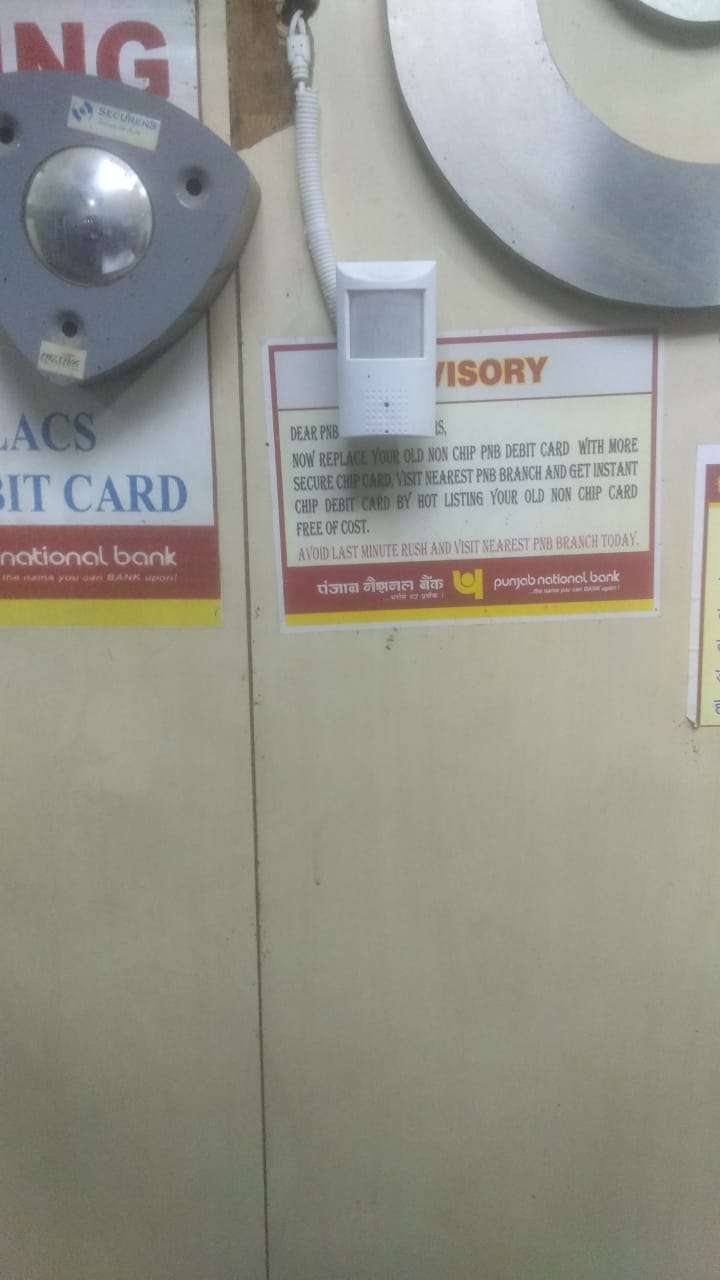 NG
SECURENS
LACS
BIT CARD
national bank
the name you can BANK upon!
VISORY
DEAR PNB RS,
NOW REPLACE YOUR OLD NON CHIP PNB DEBIT CARD WITH MORE
SECURE CHIP CARD, VISIT NEAREST PNB BRANCH AND GET INSTANT
CHIP DEBIT CARD BY HOT LISTING YOUR OLD NON CHIP CARD
FREE OF COST.
AVOID LAST MINUTE RUSH AND VISIT NEAREST PNB BRANCH TODAY.
पंजाब नैशनल बैंक punjab national bank
...भरोसे का प्रतीक ! ...the name you can BANK upon !